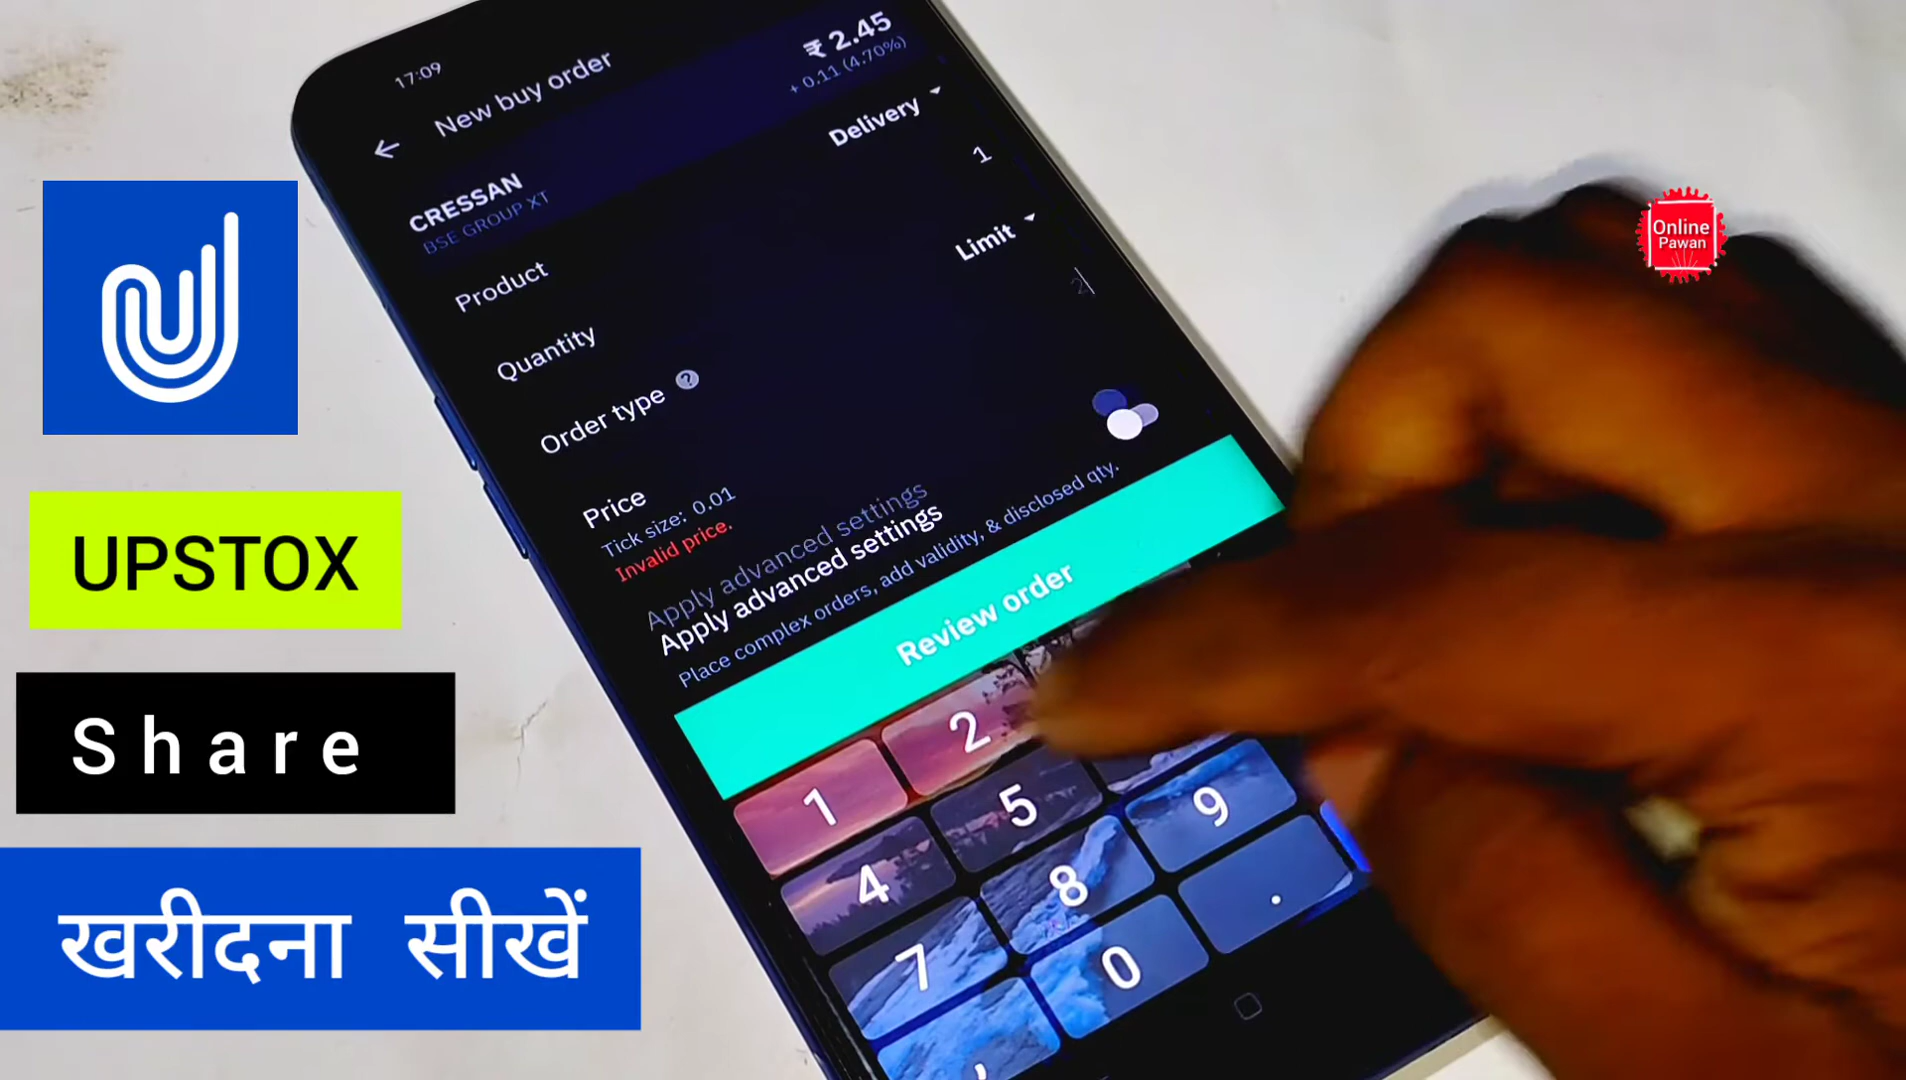 17:09
New buy order
₹ 2.45
+ 0.11 (4.70%)
CRESSAN
BSE GROUP XT
Product
Delivery
Quantity
1
Order type ?
Limit
Price
2
Tick size: 0.01
Invalid price.
Apply advanced settings
Apply advanced settings
Place complex orders, add validity, & disclosed qty.
Review order
1
2
4
5
7
8
9
,
0
.
UPSTOX
Share
खरीदना सीखें
Online
Pawan